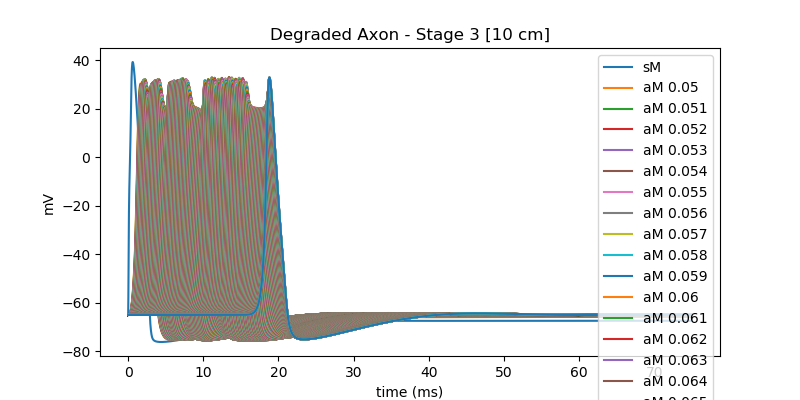 Degraded Axon - Stage 3 [10 cm]
mV
40
20
0
−20
−40
−60
−80
0
10
20
30
40
50
60
70
time (ms)
sM
aM 0.05
aM 0.051
aM 0.052
aM 0.053
aM 0.054
aM 0.055
aM 0.056
aM 0.057
aM 0.058
aM 0.059
aM 0.06
aM 0.061
aM 0.062
aM 0.063
aM 0.064
aM 0.065